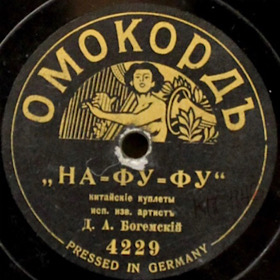 ОМОКОРДЪ
„НА-ФУ-ФУ“
китайскіе куплеты
исп. изв. артистъ
Д. А. Богемскій
4229
PRESSED IN GERMANY